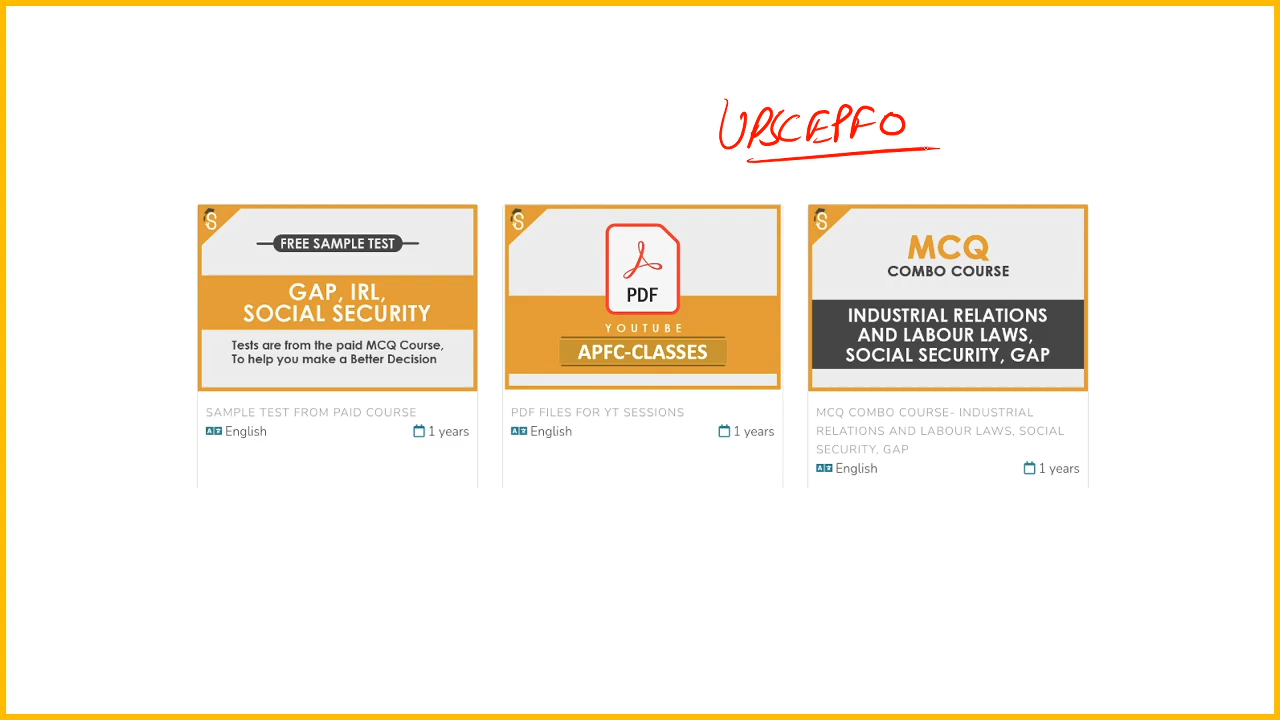 UPSC EPFO
FREE SAMPLE TEST
GAP, IRL,
SOCIAL SECURITY
Tests are from the paid MCQ Course,
To help you make a Better Decision
SAMPLE TEST FROM PAID COURSE
English
1 years
PDF
YOUTUBE
APFC-CLASSES
PDF FILES FOR YT SESSIONS
English
1 years
MCQ
COMBO COURSE
INDUSTRIAL RELATIONS
AND LABOUR LAWS,
SOCIAL SECURITY, GAP
MCQ COMBO COURSE- INDUSTRIAL
RELATIONS AND LABOUR LAWS, SOCIAL
SECURITY, GAP
English
1 years